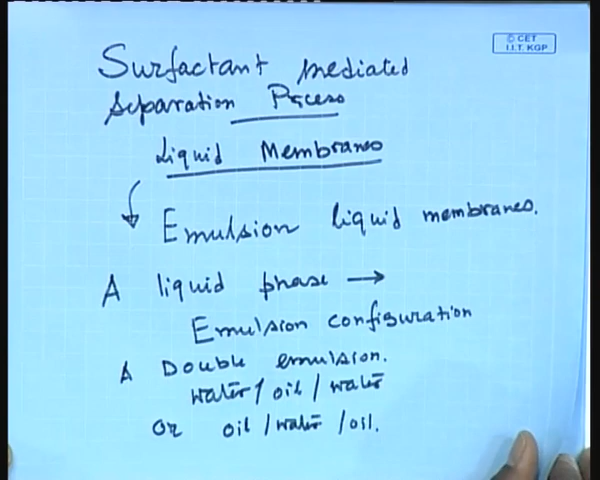 © CET
I.I.T. KGP
Surfactant mediated
Separation Process
Liquid Membranes
Emulsion liquid membranes.
A liquid phase →
Emulsion configuration
A Double emulsion.
water / oil / water
Or oil / water / oil.